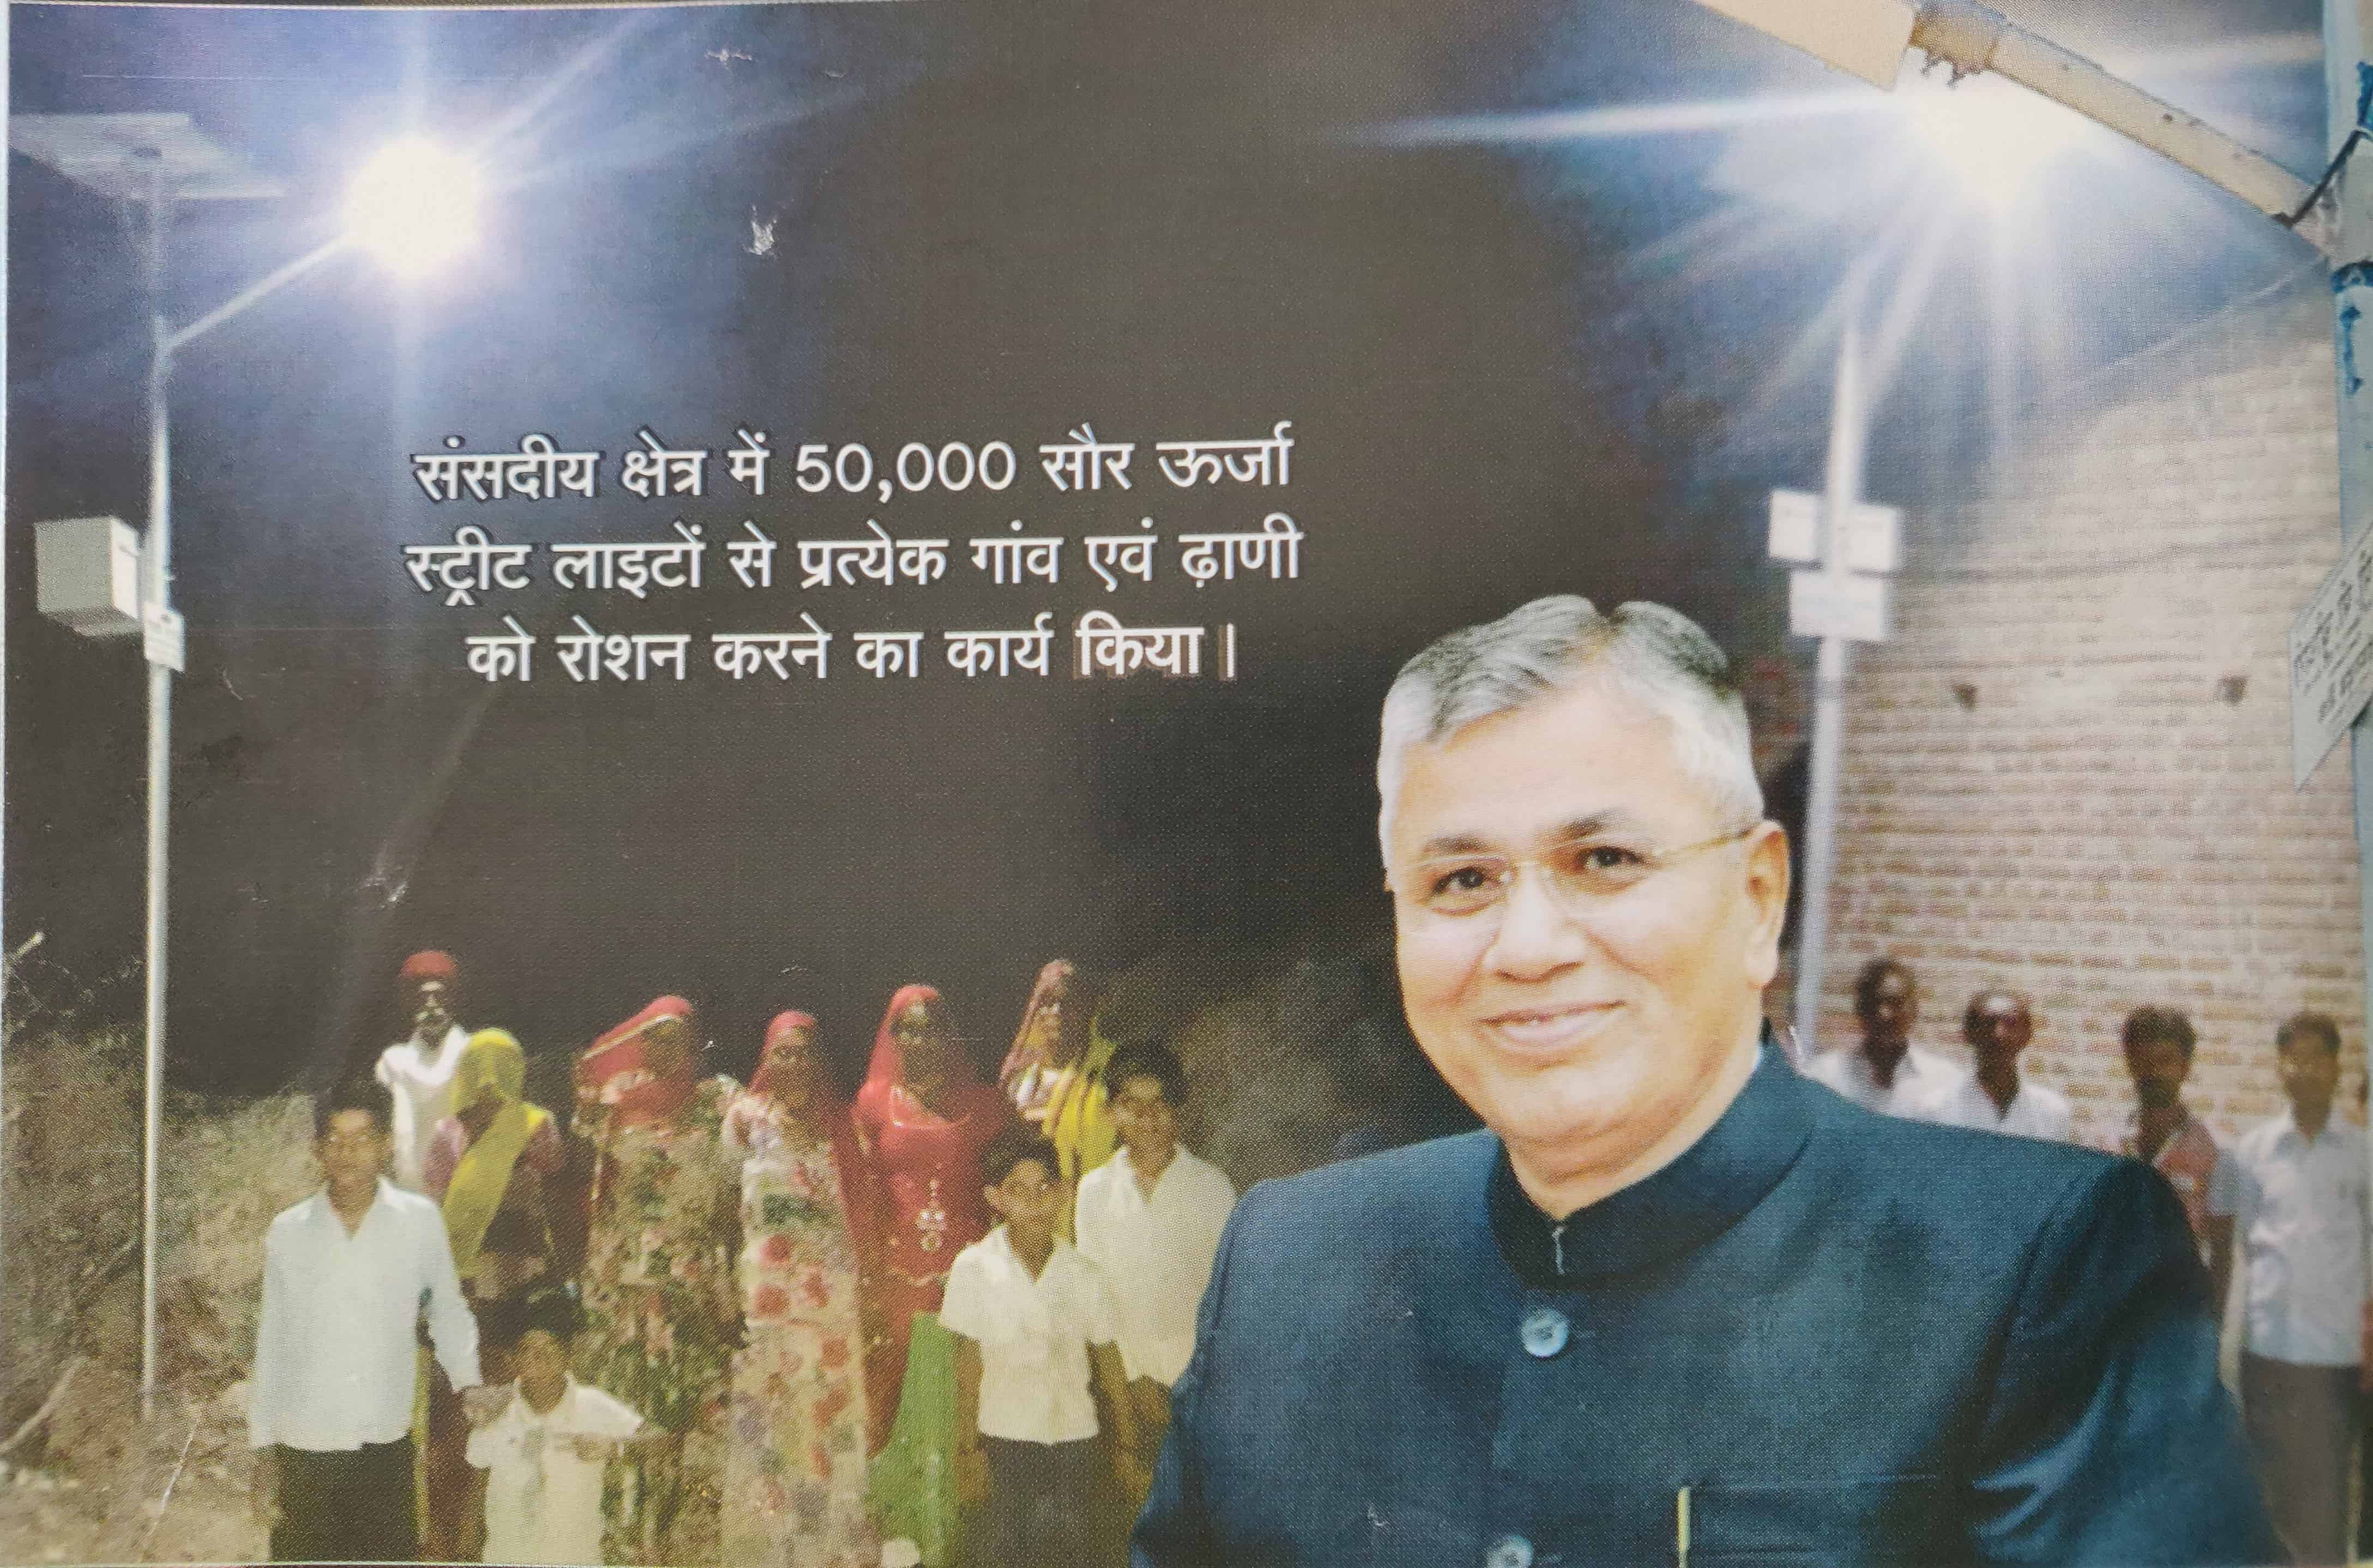 संसदीय क्षेत्र में 50,000 सौर ऊर्जा
स्ट्रीट लाइटों से प्रत्येक गांव एवं ढ़ाणी
को रोशन करने का कार्य किया।